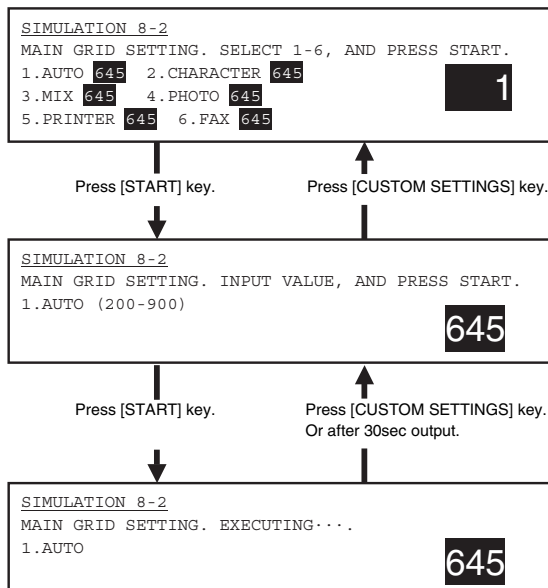 SIMULATION 8-2
MAIN GRID SETTING. SELECT 1-6, AND PRESS START.
1.AUTO 645 2.CHARACTER 645
3.MIX 645 4.PHOTO 645
5.PRINTER 645 6.FAX 645
1
Press [START] key.
Press [CUSTOM SETTINGS] key.
SIMULATION 8-2
MAIN GRID SETTING. INPUT VALUE, AND PRESS START.
1.AUTO (200-900)
645
Press [START] key.
Press [CUSTOM SETTINGS] key.
Or after 30sec output.
SIMULATION 8-2
MAIN GRID SETTING. EXECUTING···.
1.AUTO
645